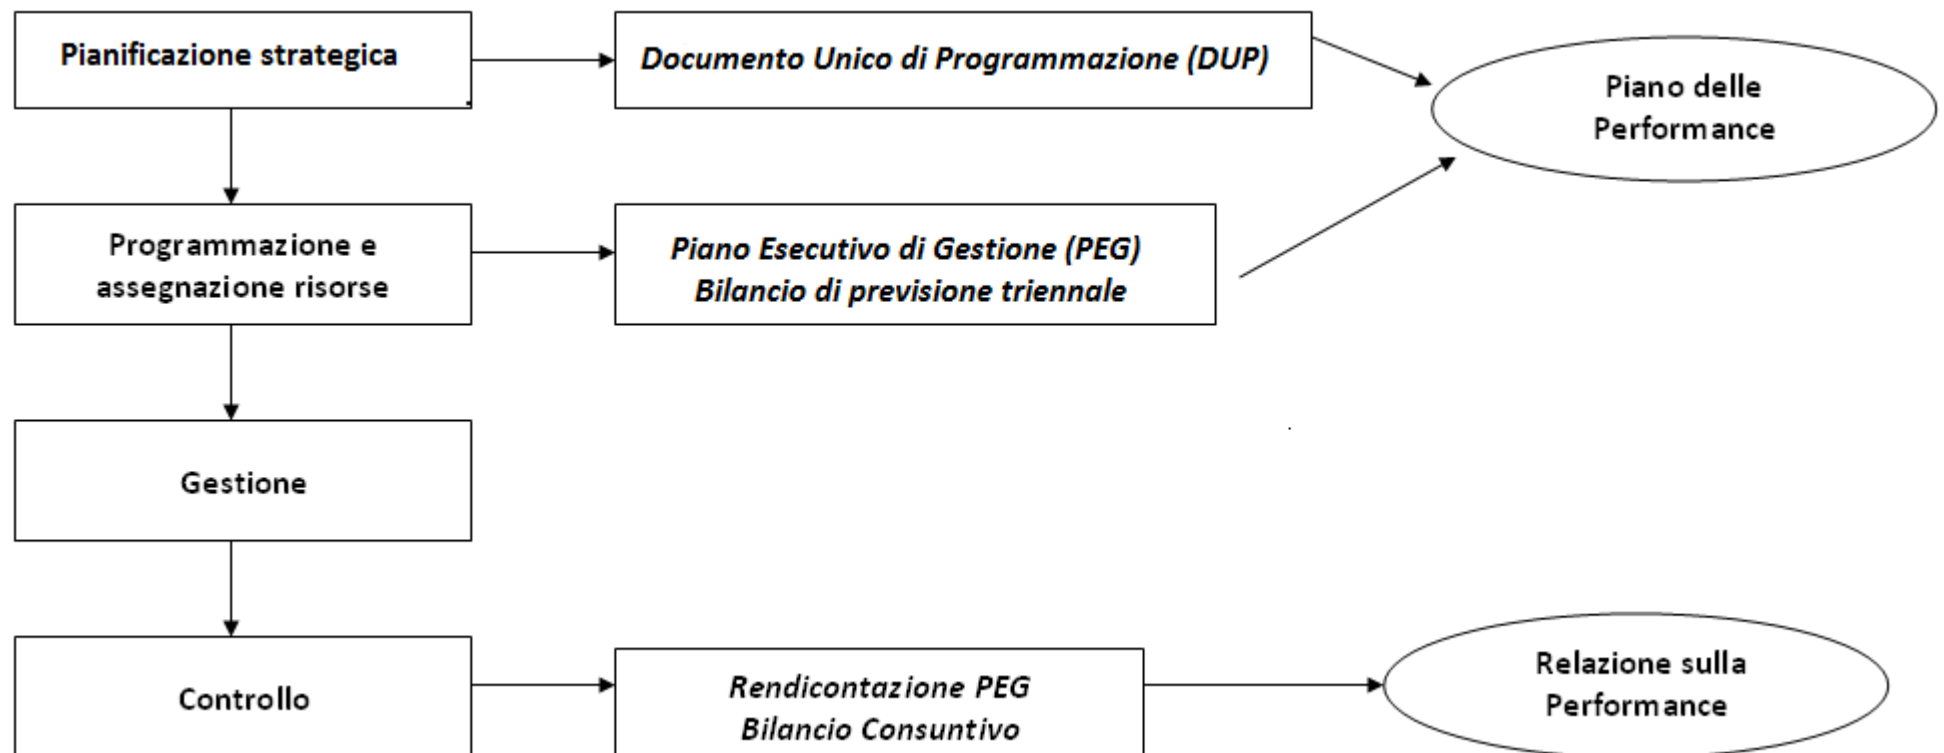 Pianificazione strategica
Documento Unico di Programmazione (DUP)
Piano delle
Performance
Programmazione e
assegnazione risorse
Piano Esecutivo di Gestione (PEG)
Bilancio di previsione triennale
Gestione
Controllo
Rendicontazione PEG
Bilancio Consuntivo
Relazione sulla
Performance